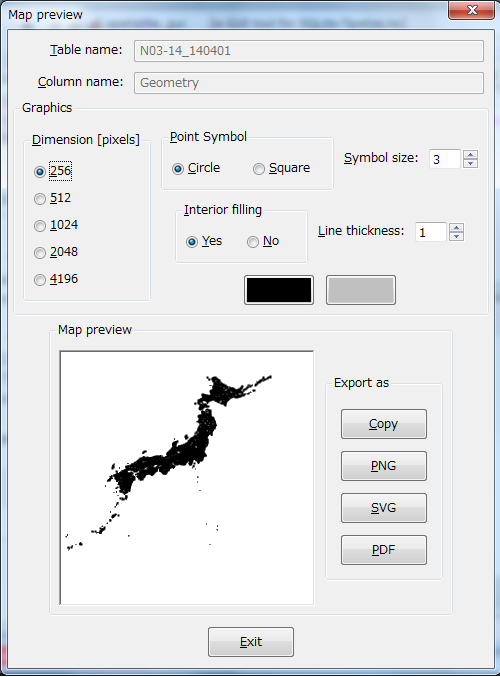 Map preview
Table name: N03-14_140401
Column name: Geometry
Graphics
Dimension [pixels]
256
512
1024
2048
4196
Point Symbol
Circle Square
Symbol size: 3
Interior filling
Yes No
Line thickness: 1
Map preview
Export as
Copy
PNG
SVG
PDF
Exit